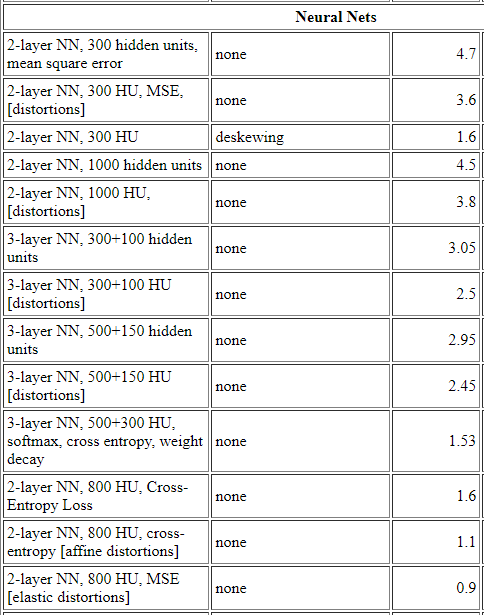 Neural Nets
2-layer NN, 300 hidden units,
mean square error
none
4.7
2-layer NN, 300 HU, MSE,
[distortions]
none
3.6
2-layer NN, 300 HU
deskewing
1.6
2-layer NN, 1000 hidden units
none
4.5
2-layer NN, 1000 HU,
[distortions]
none
3.8
3-layer NN, 300+100 hidden
units
none
3.05
3-layer NN, 300+100 HU
[distortions]
none
2.5
3-layer NN, 500+150 hidden
units
none
2.95
3-layer NN, 500+150 HU
[distortions]
none
2.45
3-layer NN, 500+300 HU,
softmax, cross entropy, weight
decay
none
1.53
2-layer NN, 800 HU, Cross-
Entropy Loss
none
1.6
2-layer NN, 800 HU, cross-
entropy [affine distortions]
none
1.1
2-layer NN, 800 HU, MSE
[elastic distortions]
none
0.9